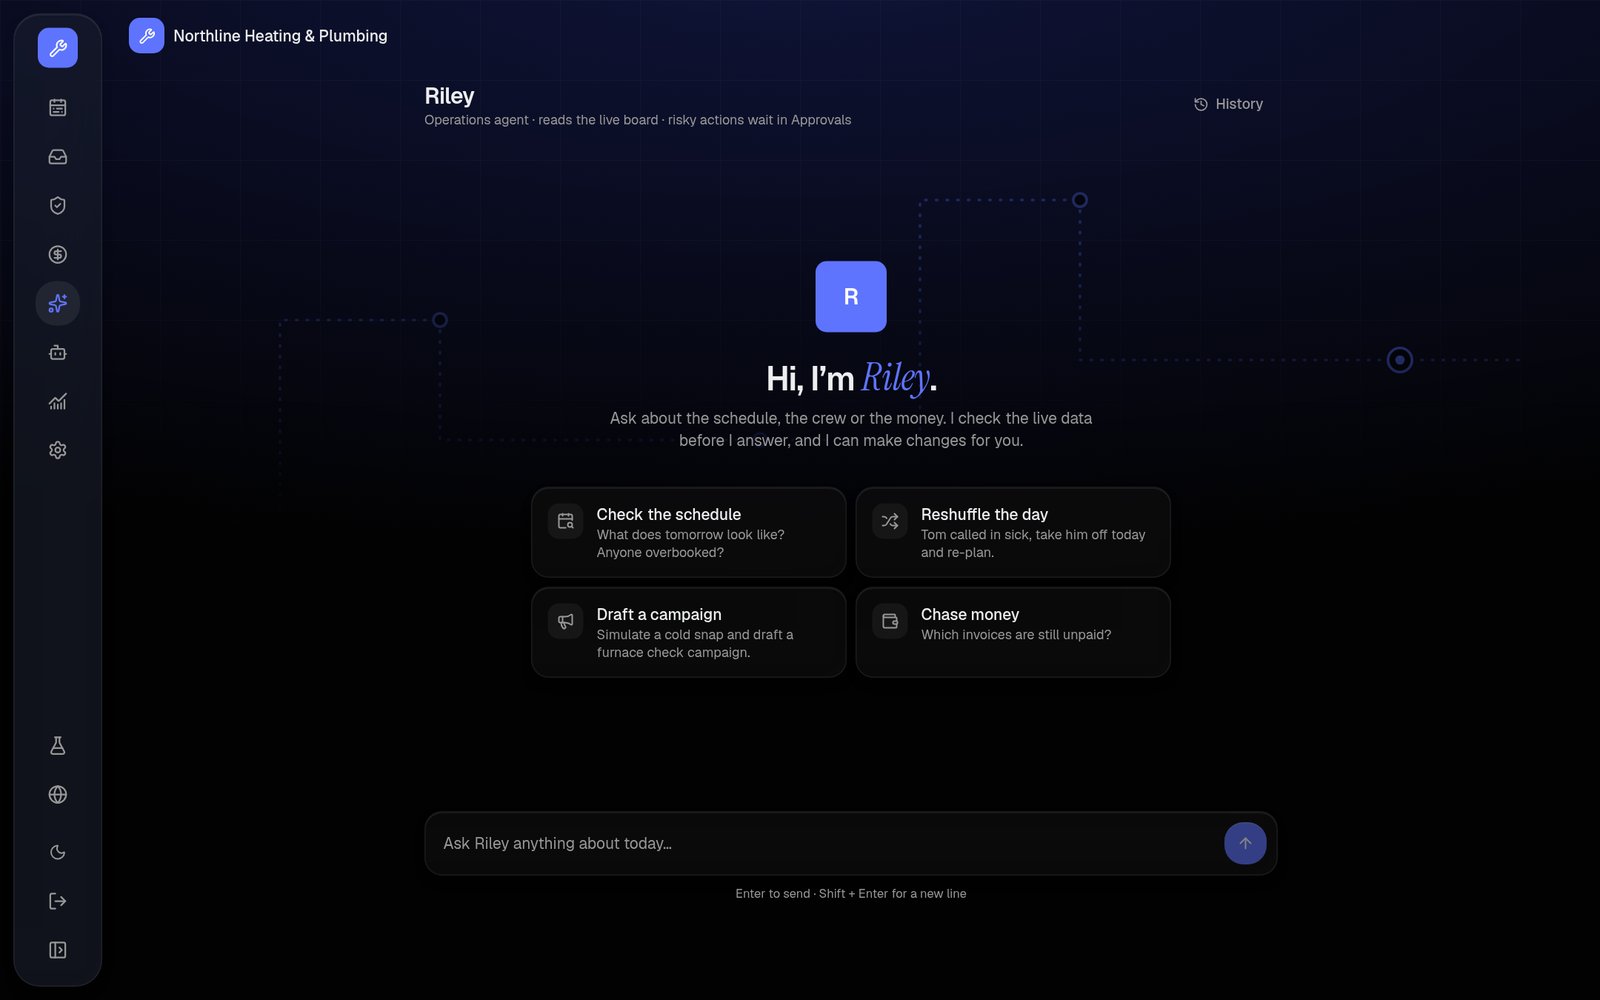 Northline Heating & Plumbing
Riley
Operations agent · reads the live board · risky actions wait in Approvals
History
R
Hi, I’m Riley.
Ask about the schedule, the crew or the money. I check the live data
before I answer, and I can make changes for you.
Check the schedule
What does tomorrow look like?
Anyone overbooked?
Reshuffle the day
Tom called in sick, take him off today
and re-plan.
Draft a campaign
Simulate a cold snap and draft a
furnace check campaign.
Chase money
Which invoices are still unpaid?
Ask Riley anything about today...
Enter to send · Shift + Enter for a new line